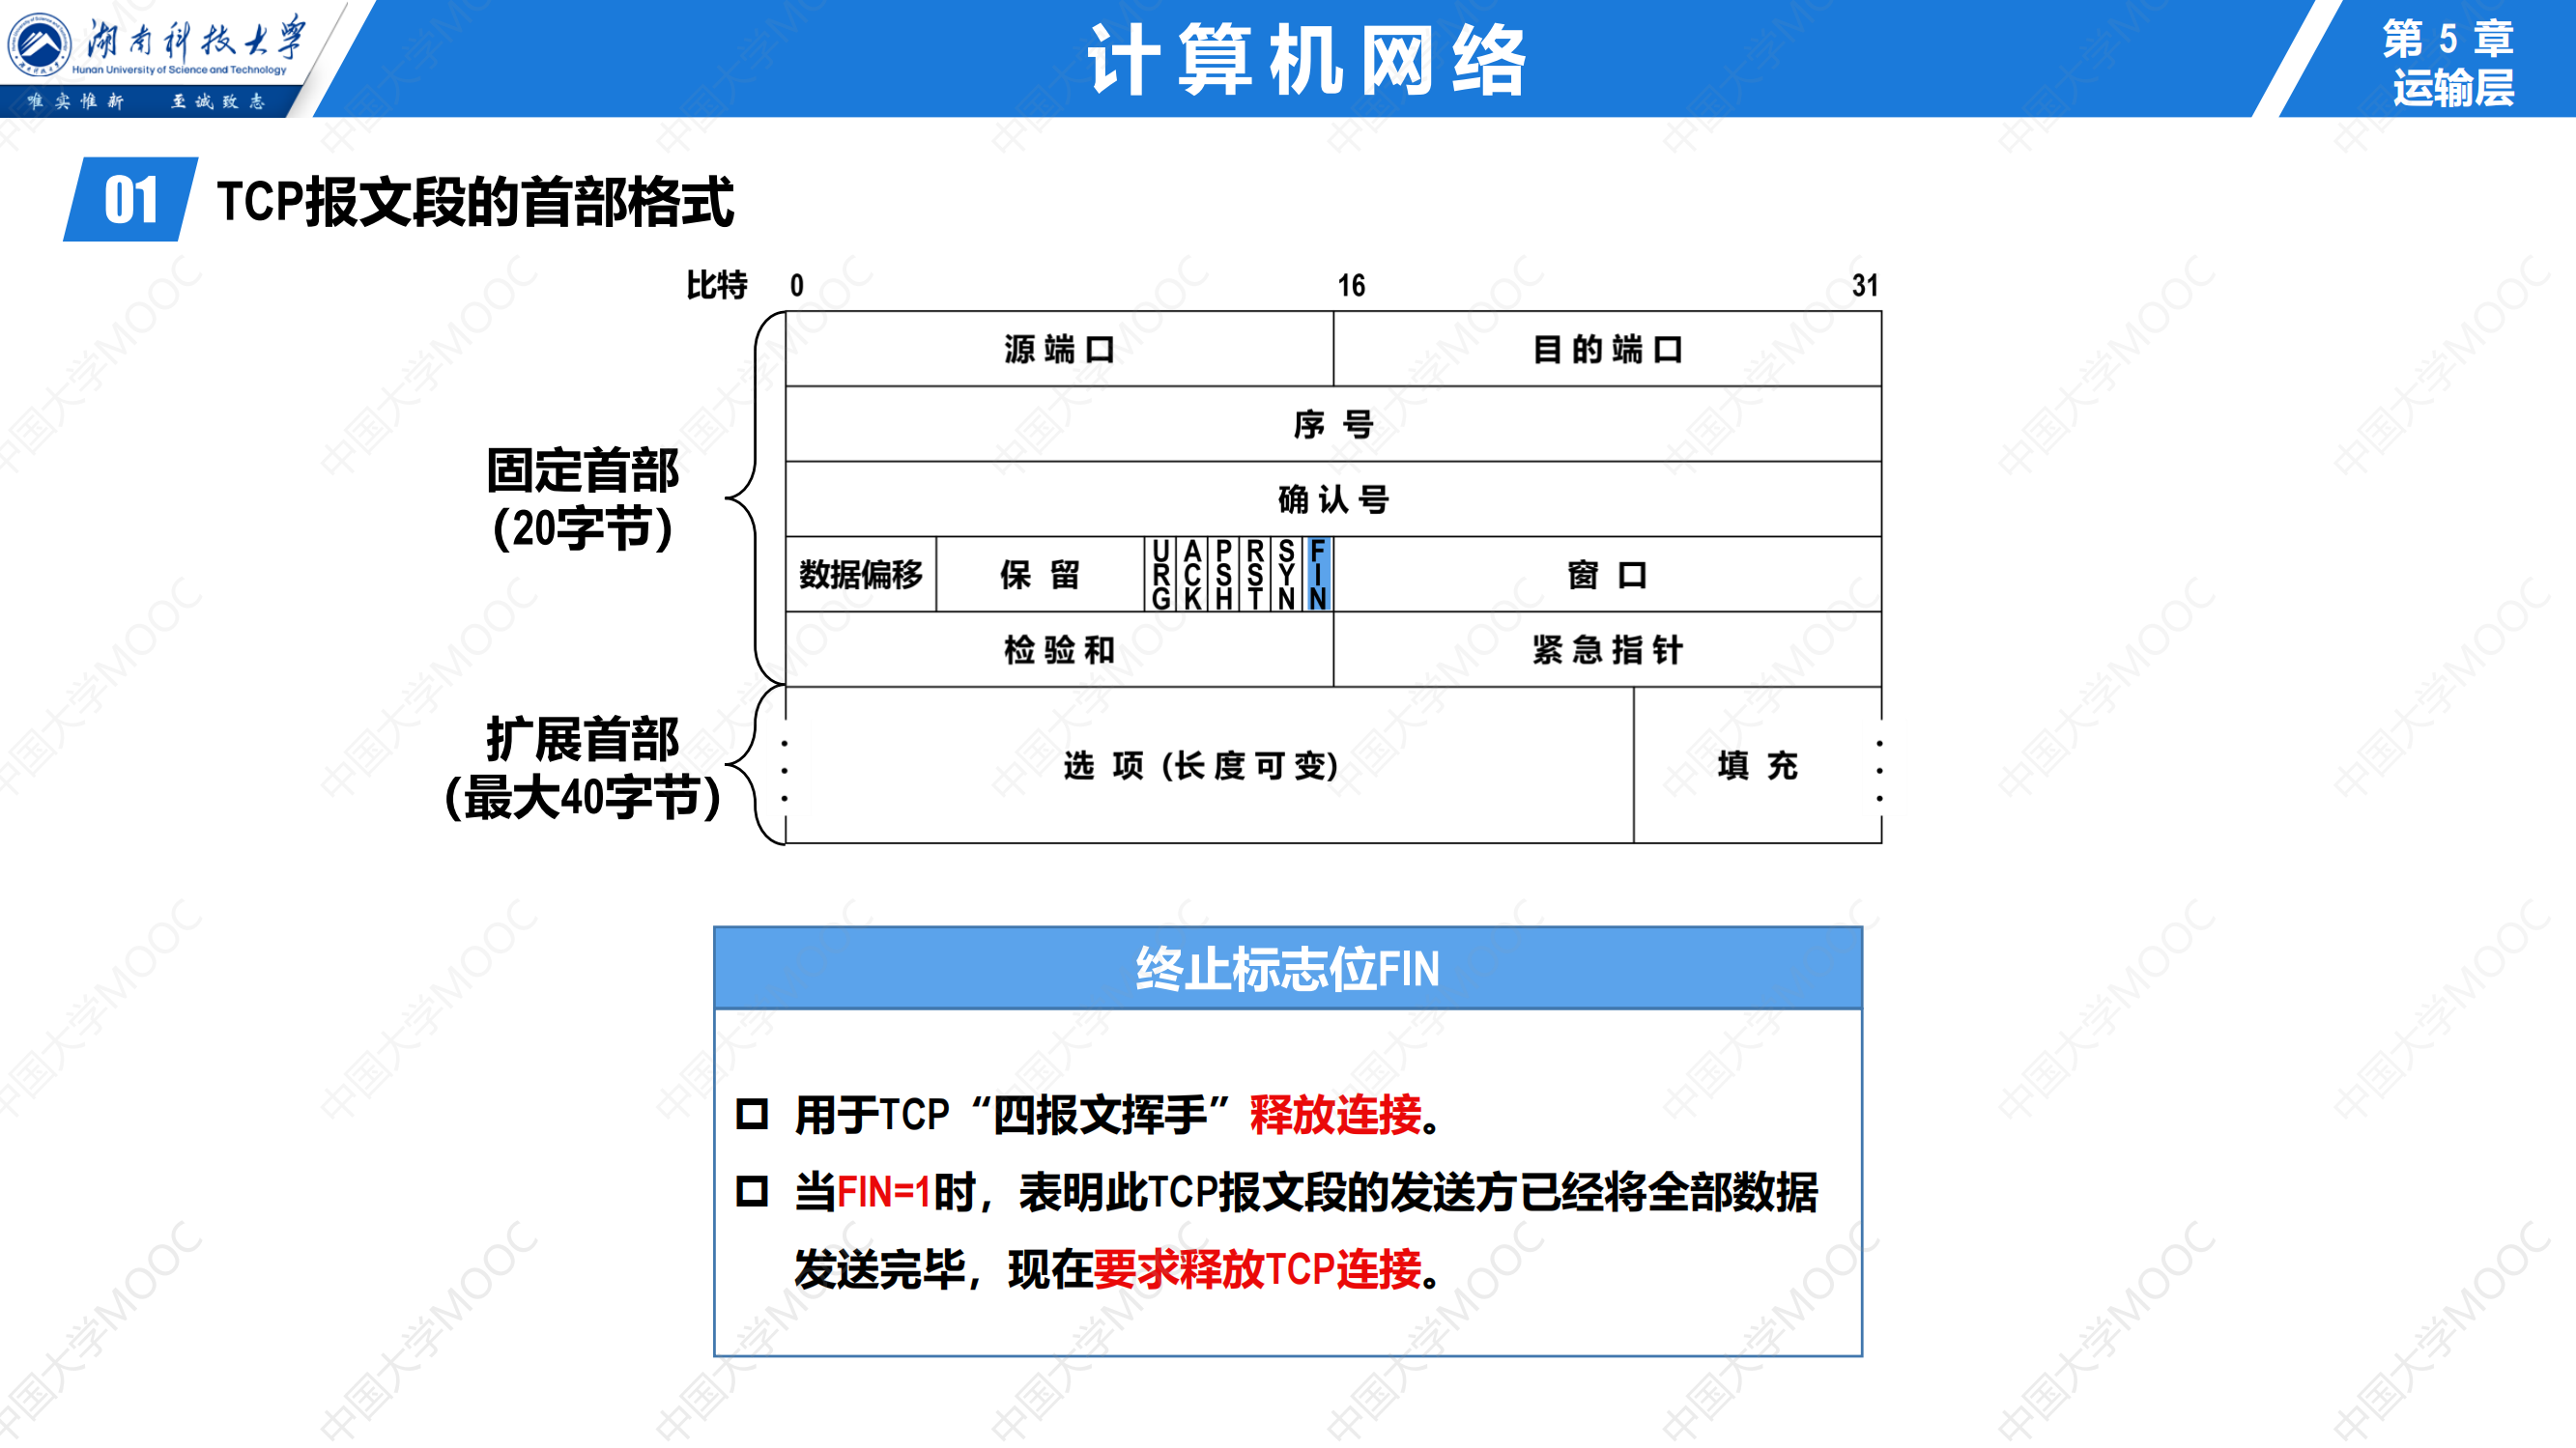 湖南科技大学
Hunan University of Science and Technology
唯实惟新 至诚致志
计算机网络
第 5 章
运输层
01 TCP报文段的首部格式
比特 0 16 31
源端口 目的端口
序号
确认号
固定首部
(20字节)
数据偏移 保留 URG ACK PSH RST SYN FIN 窗口
检验和 紧急指针
扩展首部
(最大40字节)
选项 (长度可变) 填充
终止标志位FIN
用于TCP“四报文挥手”释放连接。
当FIN=1时，表明此TCP报文段的发送方已经将全部数据
发送完毕，现在要求释放TCP连接。
中国大学MOOC